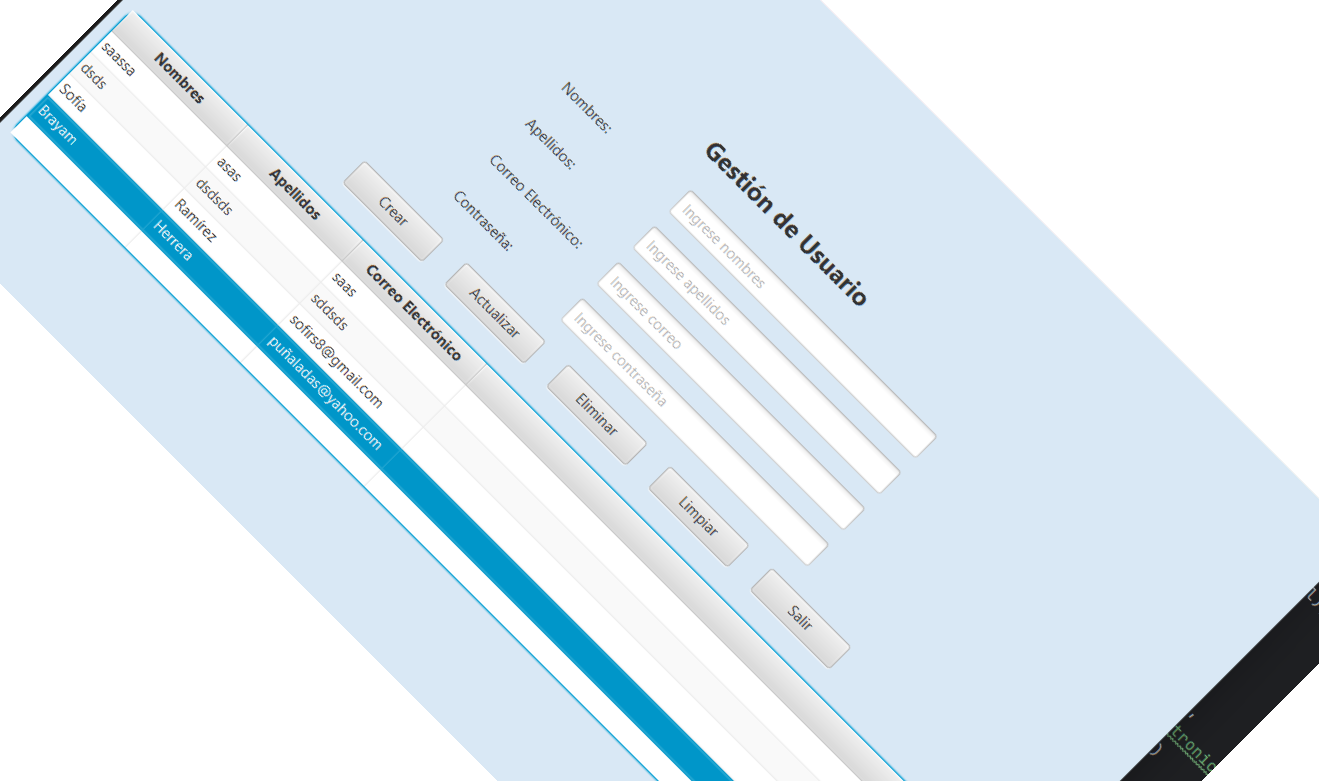 Gestión de Usuario
Nombres: Ingrese nombres
Apellidos: Ingrese apellidos
Correo Electrónico: Ingrese correo
Contraseña: Ingrese contraseña
Crear Actualizar Eliminar Limpiar Salir
Nombres Apellidos Correo Electrónico
saassa asas saas
dsds dsdsds sddsds
Sofía Ramírez sofirs8@gmail.com
Brayam Herrera puñaladas@yahoo.com